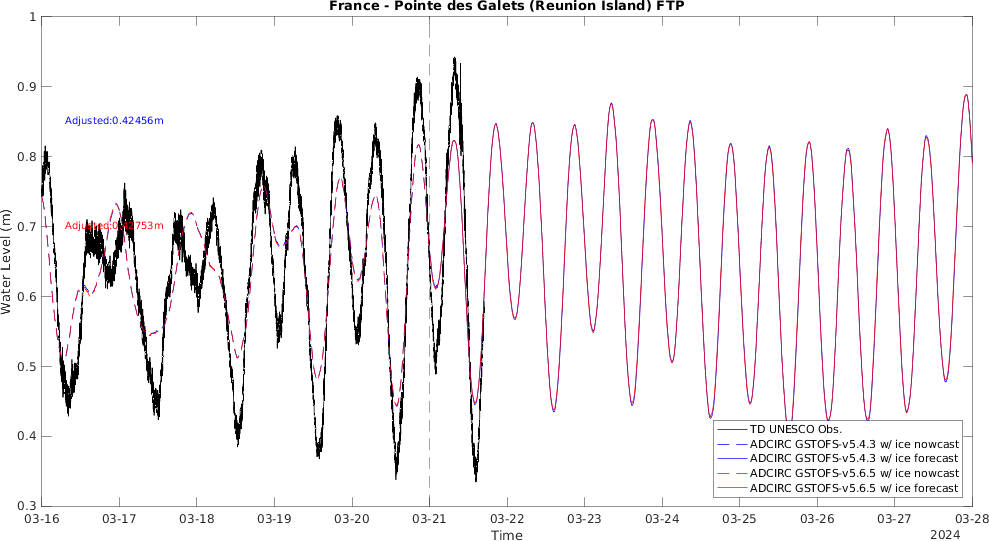 France - Pointe des Galets (Reunion Island) FTP
1
0.9
0.8
0.7
0.6
0.5
0.4
0.3
Water Level (m)
Adjusted:0.42456m
03-16
03-17
03-18
03-19
03-20
03-21
03-22
03-23
03-24
03-25
03-26
03-27
03-28
Time
2024
TD UNESCO Obs.
ADCIRC GSTOFS-v5.4.3 w/ ice nowcast
ADCIRC GSTOFS-v5.4.3 w/ ice forecast
ADCIRC GSTOFS-v5.6.5 w/ ice nowcast
ADCIRC GSTOFS-v5.6.5 w/ ice forecast